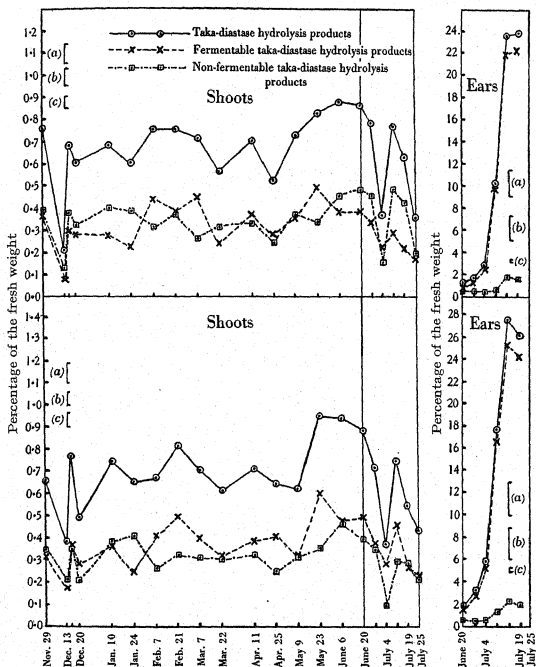 Taka-diastase hydrolysis products
Fermentable taka-diastase hydrolysis products
Non-fermentable taka-diastase hydrolysis
products
Percentage of the fresh weight
1·2
1·1
1·0
0·9
0·8
0·7
0·6
0·5
0·4
0·3
0·2
0·1
0·0
(a)
(b)
(c)
Shoots
Percentage of the fresh weight
24
22
20
18
16
14
12
10
8
6
4
2
0
Ears
(a)
(b)
(c)
1·4
1·3
1·2
1·1
1·0
0·9
0·8
0·7
0·6
0·5
0·4
0·3
0·2
0·1
0·0
(a)
(b)
(c)
Shoots
28
26
24
22
20
18
16
14
12
10
8
6
4
2
0
Ears
(a)
(b)
(c)
Nov. 29
Dec. 13
Dec. 20
Jan. 10
Jan. 24
Feb. 7
Feb. 21
Mar. 7
Mar. 22
Apr. 11
Apr. 25
May. 9
May. 23
June 6
June 20
July 4
July 19
July 25
June 20
July 4
July 19
July 25